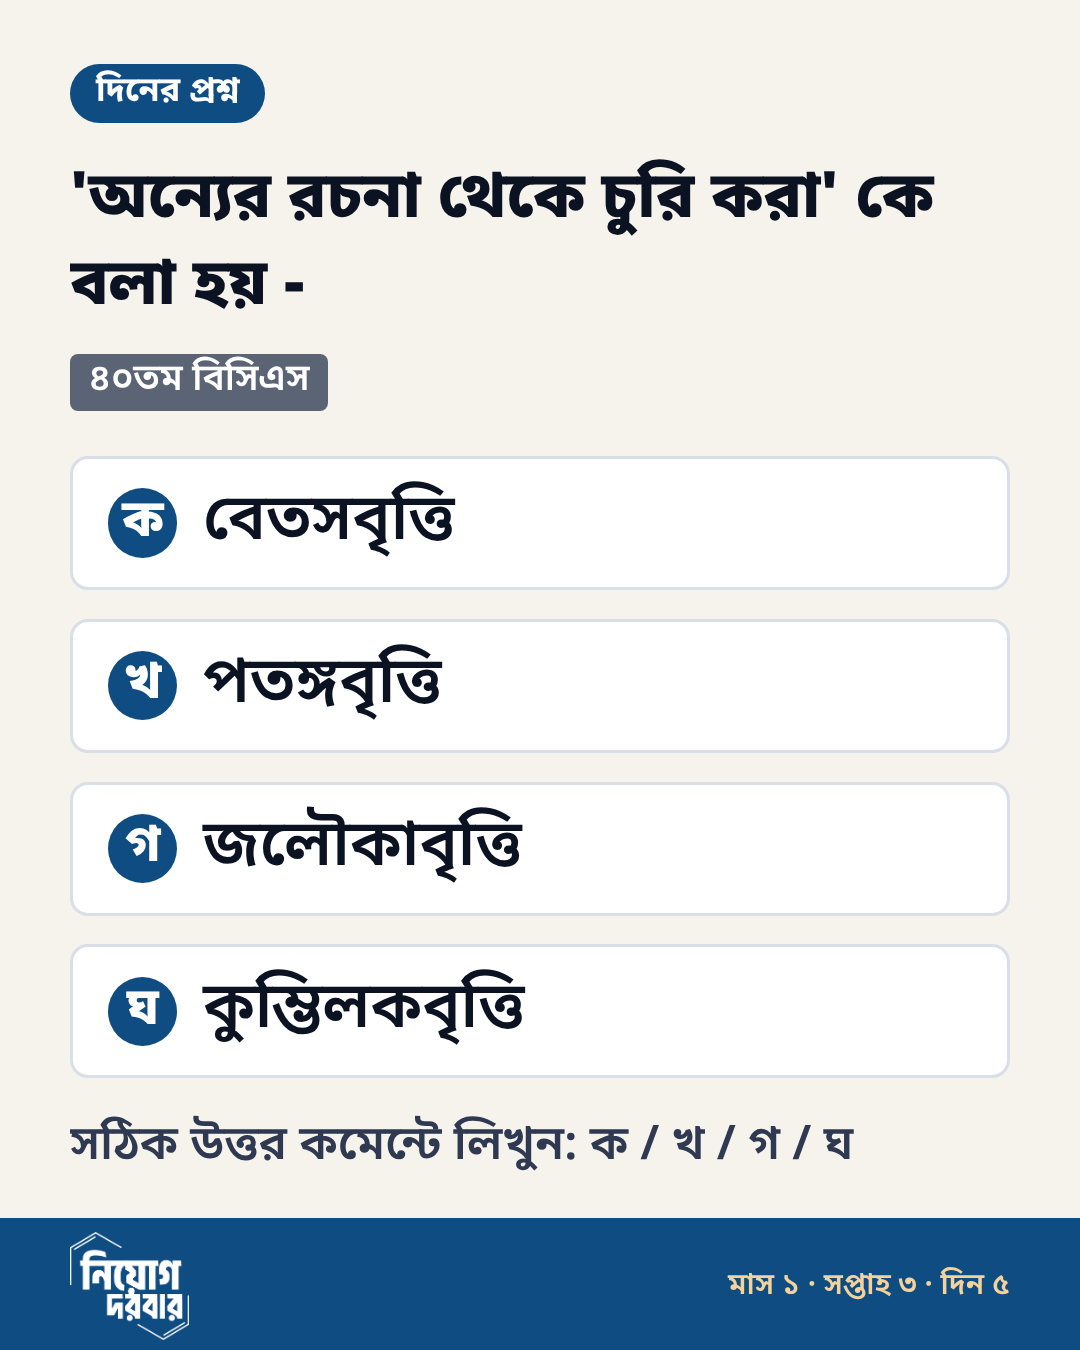 দিনের প্রশ্ন
'অন্যের রচনা থেকে চুরি করা' কে
বলা হয় -
৪০তম বিসিএস
ক বেতসবৃত্তি
খ পতঙ্গবৃত্তি
গ জলৌকাবৃত্তি
ঘ কুম্ভিলকবৃত্তি
সঠিক উত্তর কমেন্টে লিখুন: ক / খ / গ / ঘ
নিয়োগ
দরবার
মাস ১ · সপ্তাহ ৩ · দিন ৫